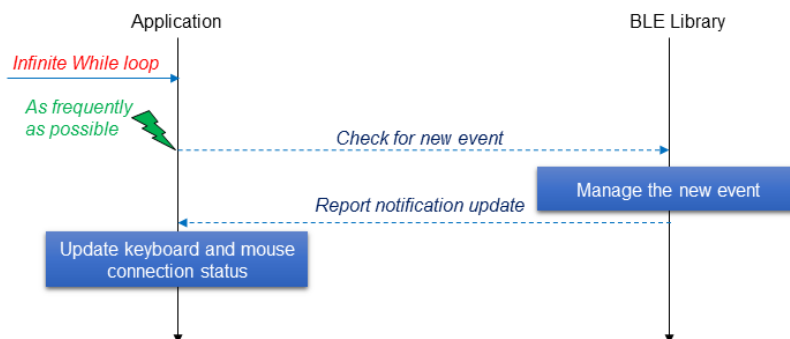 Application
BLE Library
Infinite While loop
As frequently
as possible
Check for new event
Manage the new event
Report notification update
Update keyboard and mouse
connection status